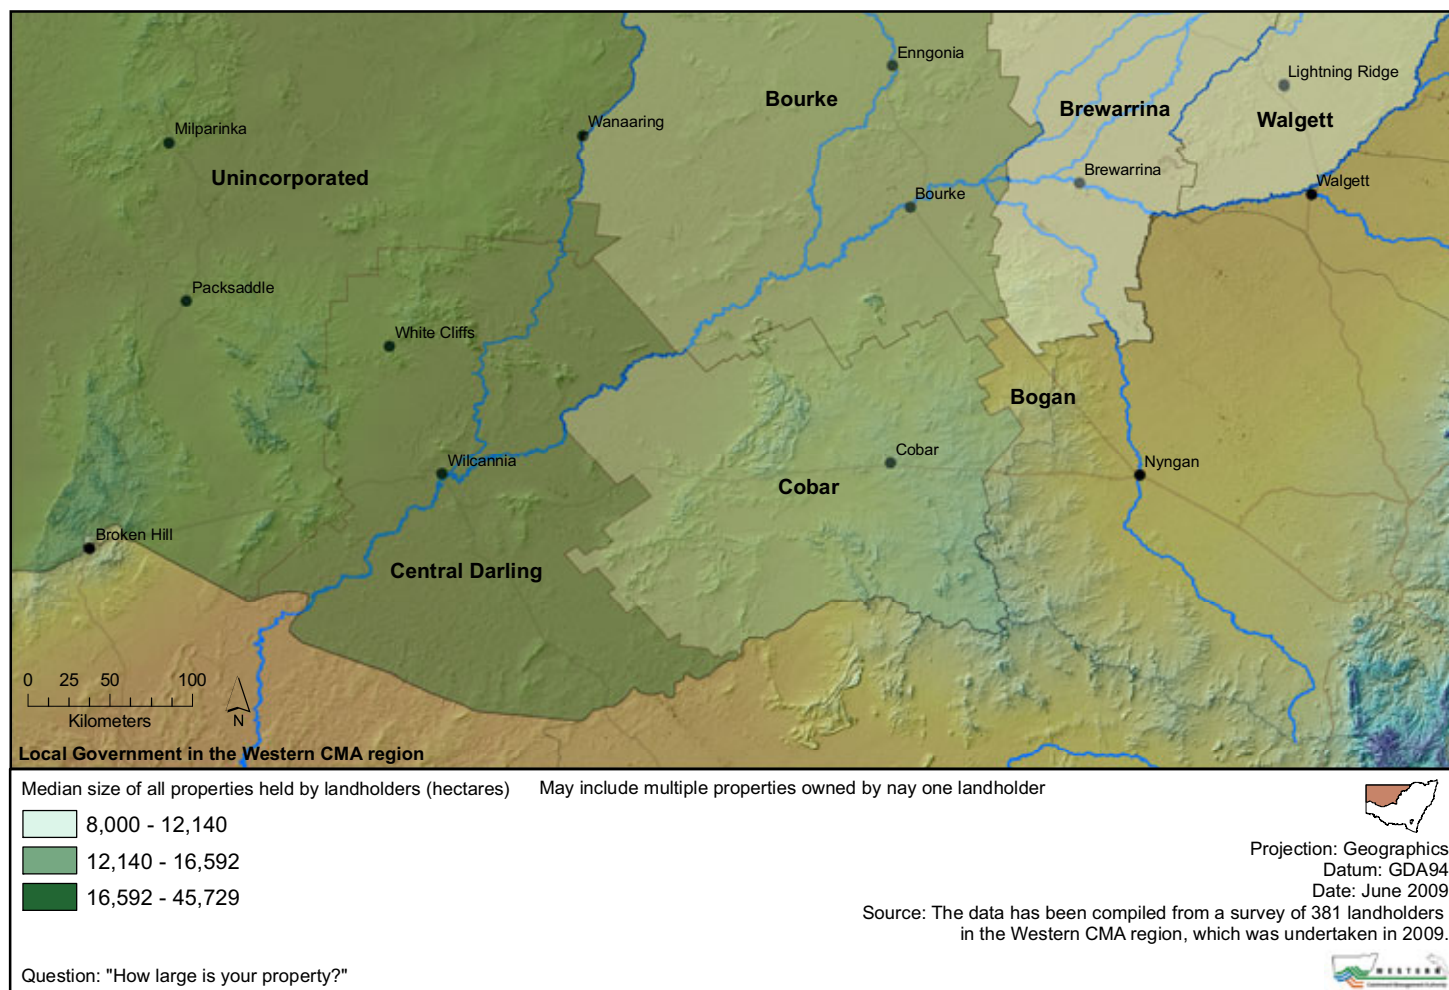 Enngonia
Lightning Ridge
Bourke
Brewarrina
Walgett
Milparinka
Wanaaring
Unincorporated
Brewarrina
Walgett
Bourke
Packsaddle
White Cliffs
Bogan
Cobar
Wilcannia
Nyngan
Cobar
Broken Hill
Central Darling
0 25 50 100
Kilometers
N
Local Government in the Western CMA region
Median size of all properties held by landholders (hectares) May include multiple properties owned by nay one landholder
8,000 - 12,140
12,140 - 16,592
16,592 - 45,729
Projection: Geographics
Datum: GDA94
Date: June 2009
Source: The data has been compiled from a survey of 381 landholders
in the Western CMA region, which was undertaken in 2009.
Question: "How large is your property?"
WESTERN